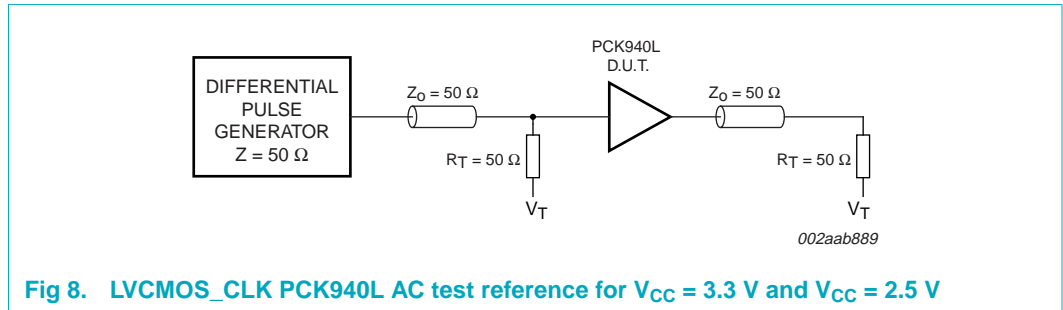 PCK940L
D.U.T.
DIFFERENTIAL
PULSE
GENERATOR
Z = 50 Ω
ZO = 50 Ω
RT = 50 Ω
VT
ZO = 50 Ω
RT = 50 Ω
VT
002aab889
Fig 8. LVCMOS_CLK PCK940L AC test reference for VCC = 3.3 V and VCC = 2.5 V